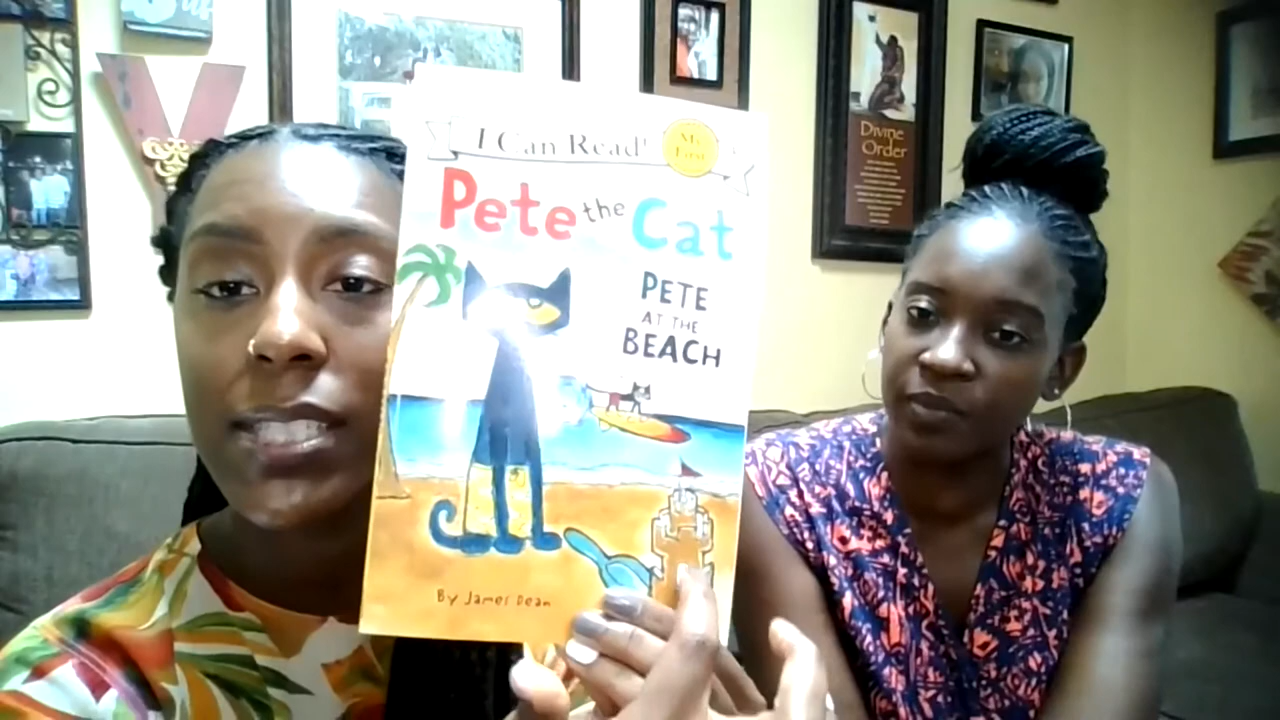 I Can Read!
My
First
Pete the Cat
PETE
AT THE
BEACH
By James Dean
Divine
Order